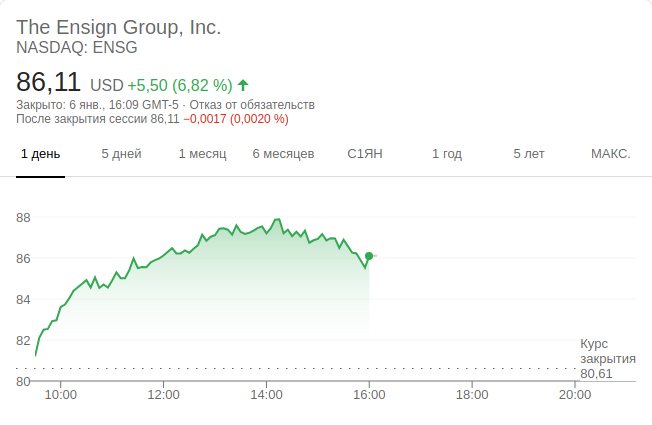 The Ensign Group, Inc.
NASDAQ: ENSG
86,11 USD +5,50 (6,82 %)
Закрыто: 6 янв., 16:09 GMT-5 · Отказ от обязательств
После закрытия сессии 86,11 −0,0017 (0,0020 %)
1 день 5 дней 1 месяц 6 месяцев С1ЯН 1 год 5 лет МАКС.
88
86
84
82
80
Курс
закрытия
80,61
10:00 12:00 14:00 16:00 18:00 20:00